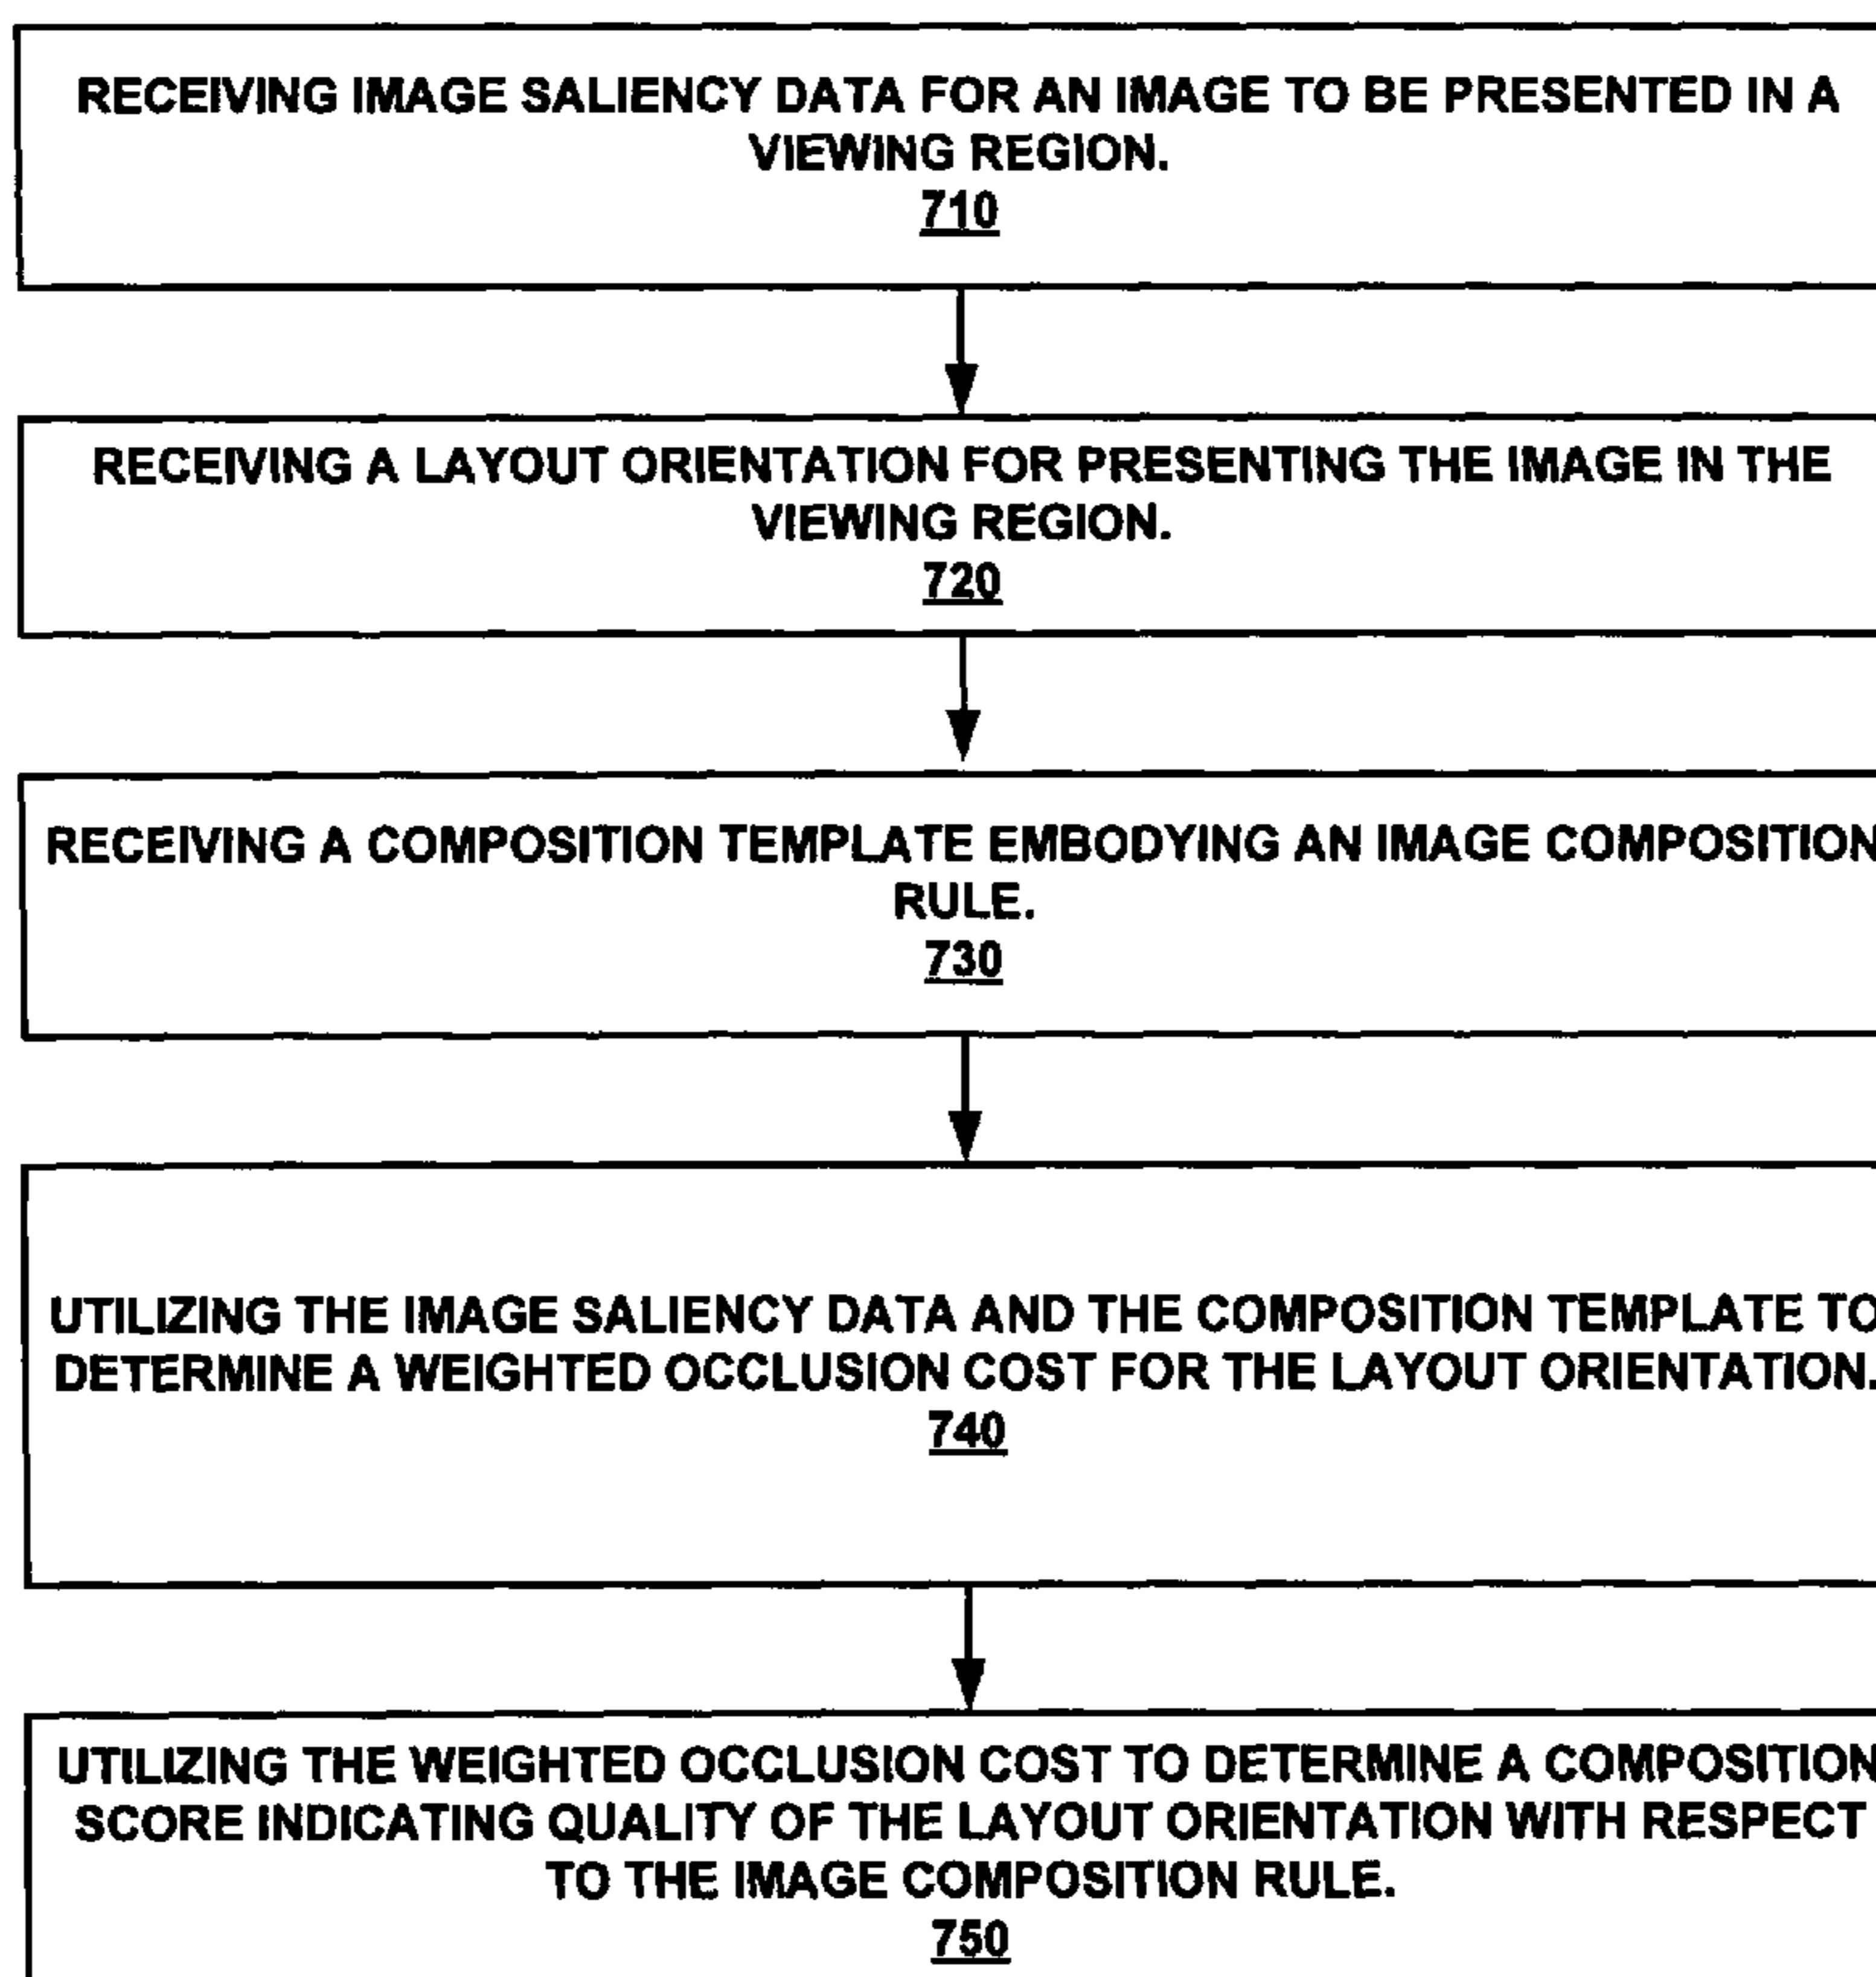 RECEIVING IMAGE SALIENCY DATA FOR AN IMAGE TO BE PRESENTED IN A
VIEWING REGION.
710
RECEIVING A LAYOUT ORIENTATION FOR PRESENTING THE IMAGE IN THE
VIEWING REGION.
720
RECEIVING A COMPOSITION TEMPLATE EMBODYING AN IMAGE COMPOSITION
RULE.
730
UTILIZING THE IMAGE SALIENCY DATA AND THE COMPOSITION TEMPLATE TO
DETERMINE A WEIGHTED OCCLUSION COST FOR THE LAYOUT ORIENTATION.
740
UTILIZING THE WEIGHTED OCCLUSION COST TO DETERMINE A COMPOSITION
SCORE INDICATING QUALITY OF THE LAYOUT ORIENTATION WITH RESPECT
TO THE IMAGE COMPOSITION RULE.
750